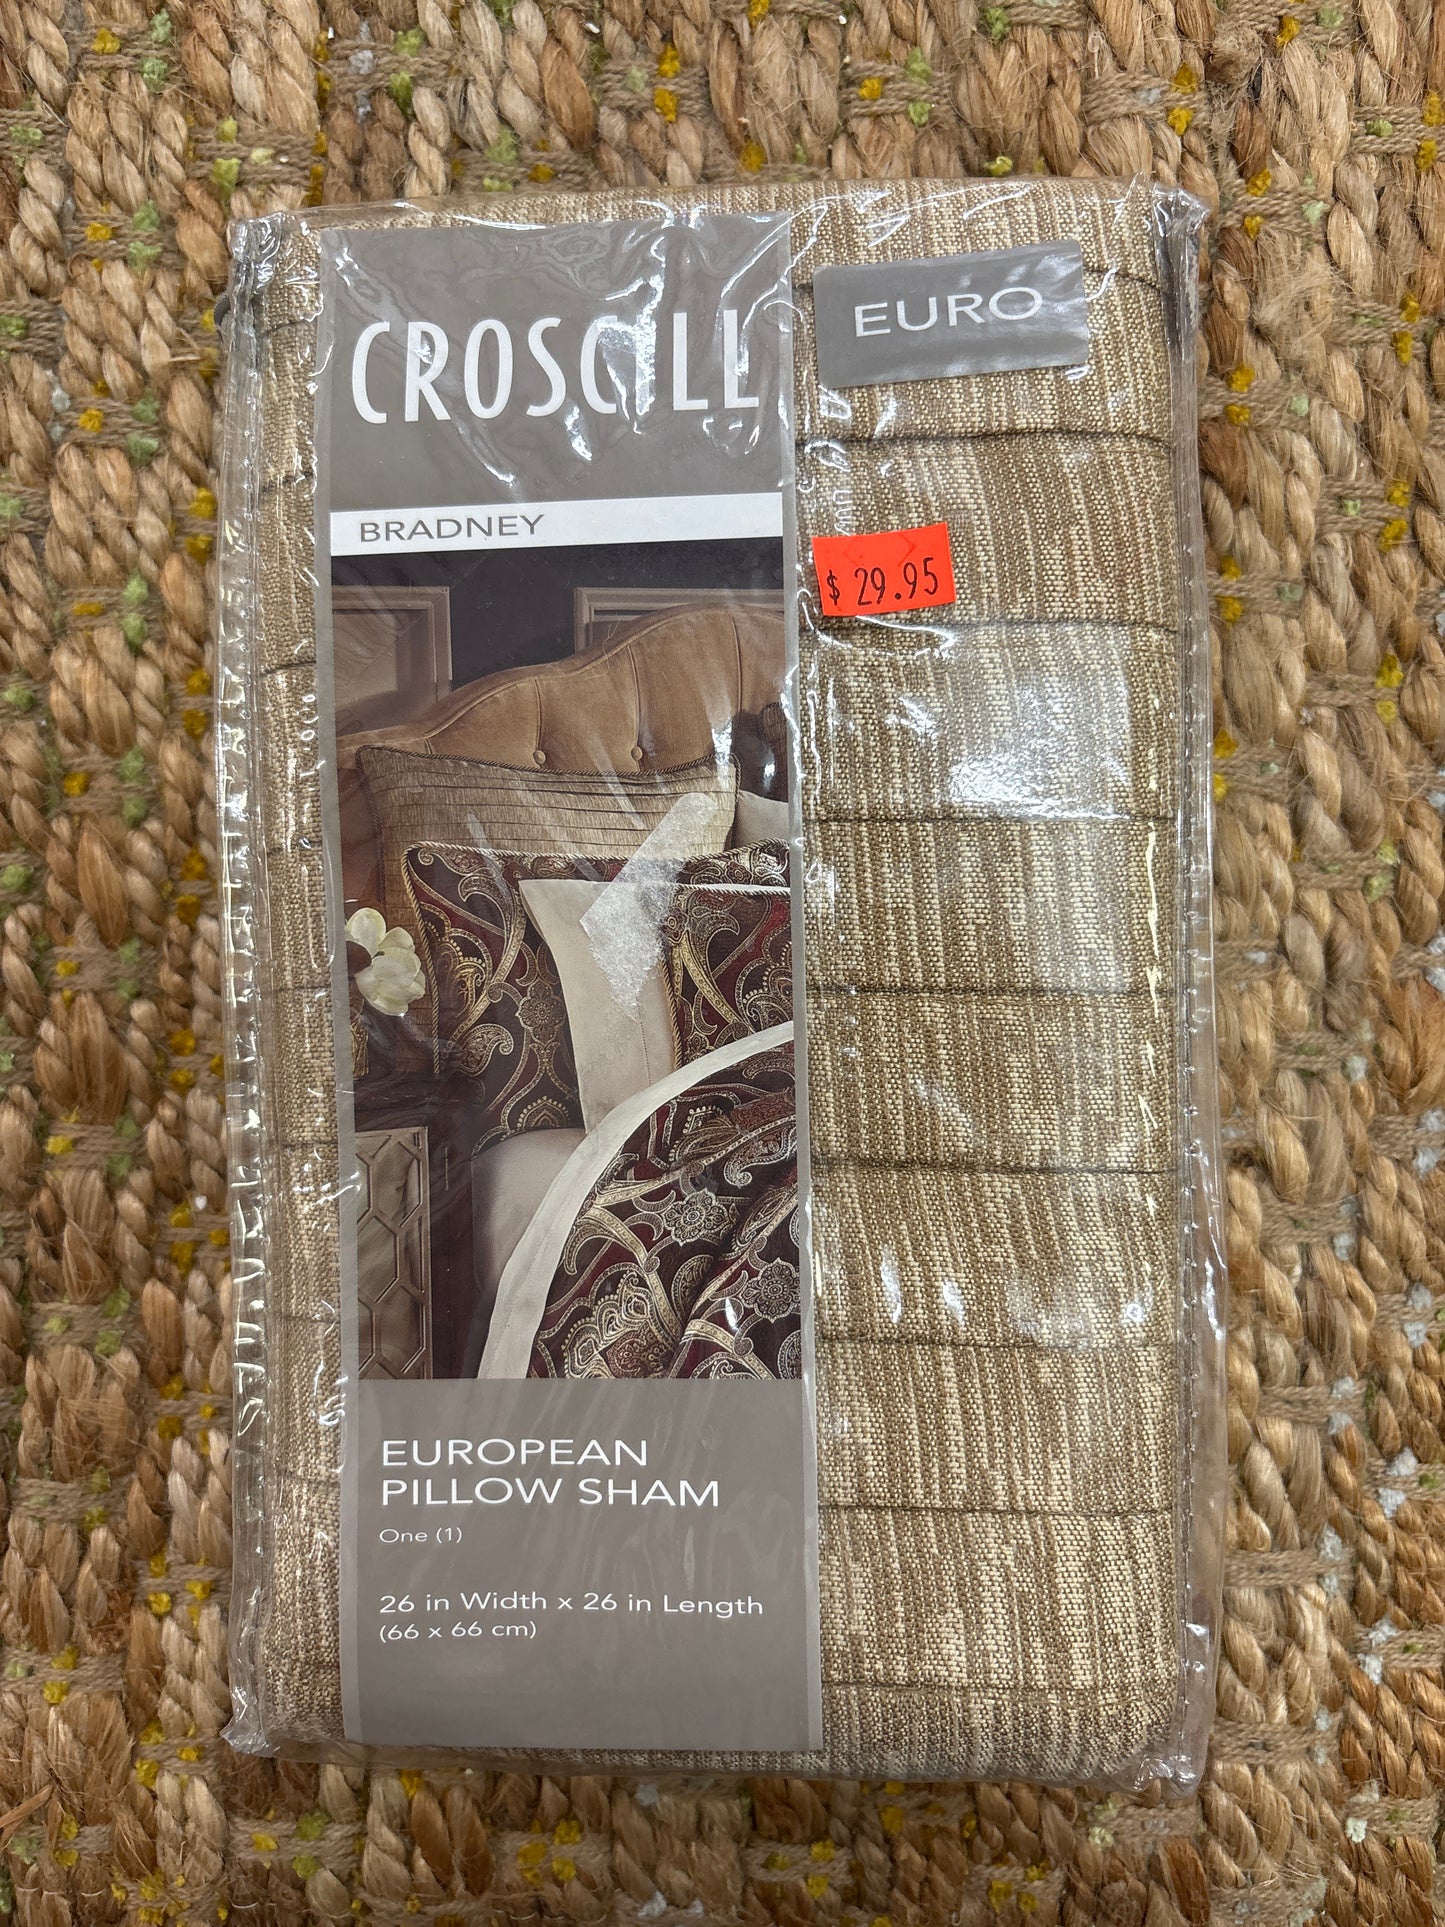 CROSCILL
EURO
BRADNEY
$ 29.95
EUROPEAN
PILLOW SHAM
One (1)
26 in Width x 26 in Length
(66 x 66 cm)